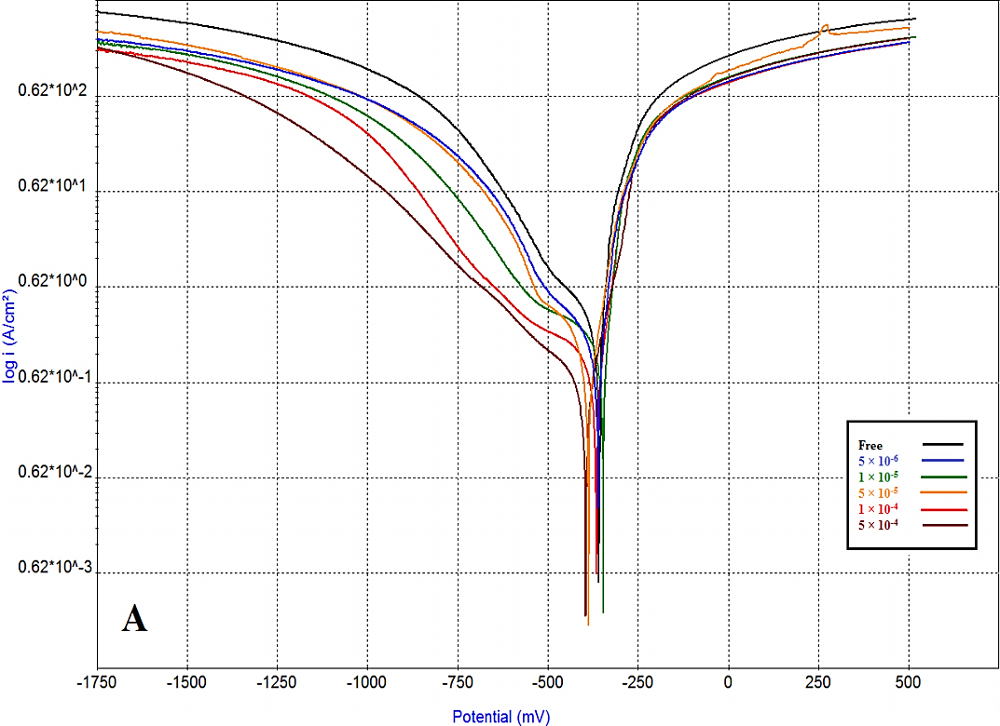 0.62*10^2
0.62*10^1
0.62*10^0
log i (A/cm²)
0.62*10^-1
0.62*10^-2
0.62*10^-3
Free
5 × 10⁻⁶
1 × 10⁻⁵
5 × 10⁻⁵
1 × 10⁻⁴
5 × 10⁻⁴
A
-1750 -1500 -1250 -1000 -750 -500 -250 0 250 500
Potential (mV)